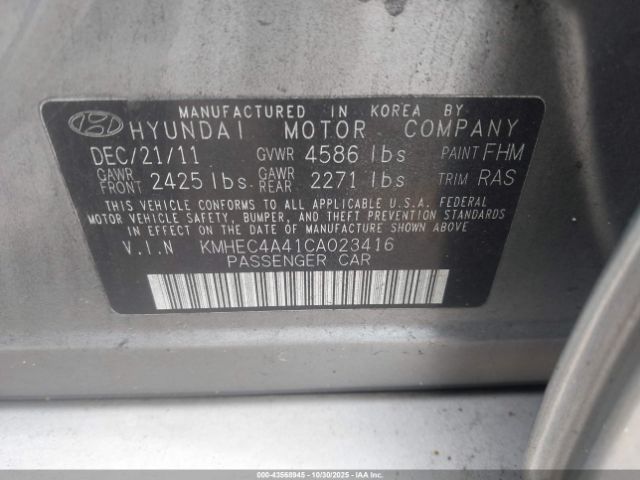 MANUFACTURED IN KOREA BY
HYUNDAI MOTOR COMPANY
DEC/21/11 GVWR 4586 lbs PAINT FHM
GAWR FRONT 2425 lbs GAWR REAR 2271 lbs TRIM RAS
THIS VEHICLE CONFORMS TO ALL APPLICABLE U.S.A. FEDERAL
MOTOR VEHICLE SAFETY, BUMPER, AND THEFT PREVENTION STANDARDS
IN EFFECT ON THE DATE OF MANUFACTURE SHOWN ABOVE
V.I.N KMHEC4A41CA023416
PASSENGER CAR
000-43568945 - 10/30/2025 - IAA Inc.